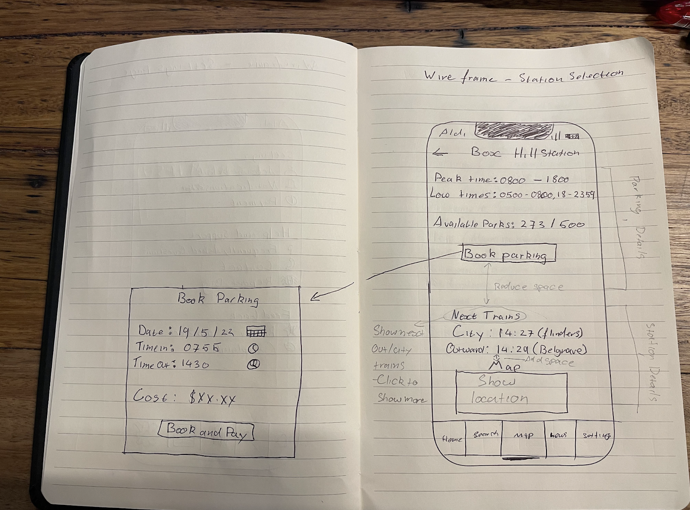 Book Parking
Date: 19/5/22
Time in: 0755
Time out: 1430
Cost: $XX.XX
Book and Pay
Wire frame - Station Selection
Aldi
← Box Hill Station
Peak time: 0800 - 1800
Low times: 0500-0800, 18-2359
Available Parks: 273/500
Book parking
Reduce space
Next Trains
City: 14:27 (flinders)
Outward: 14:29 (Belgrave)
Add space
Map
Show
location
Home Search MAP News Setting
Parking Details
Station Details
Show next
Out/city
trains
-Click to
Show more